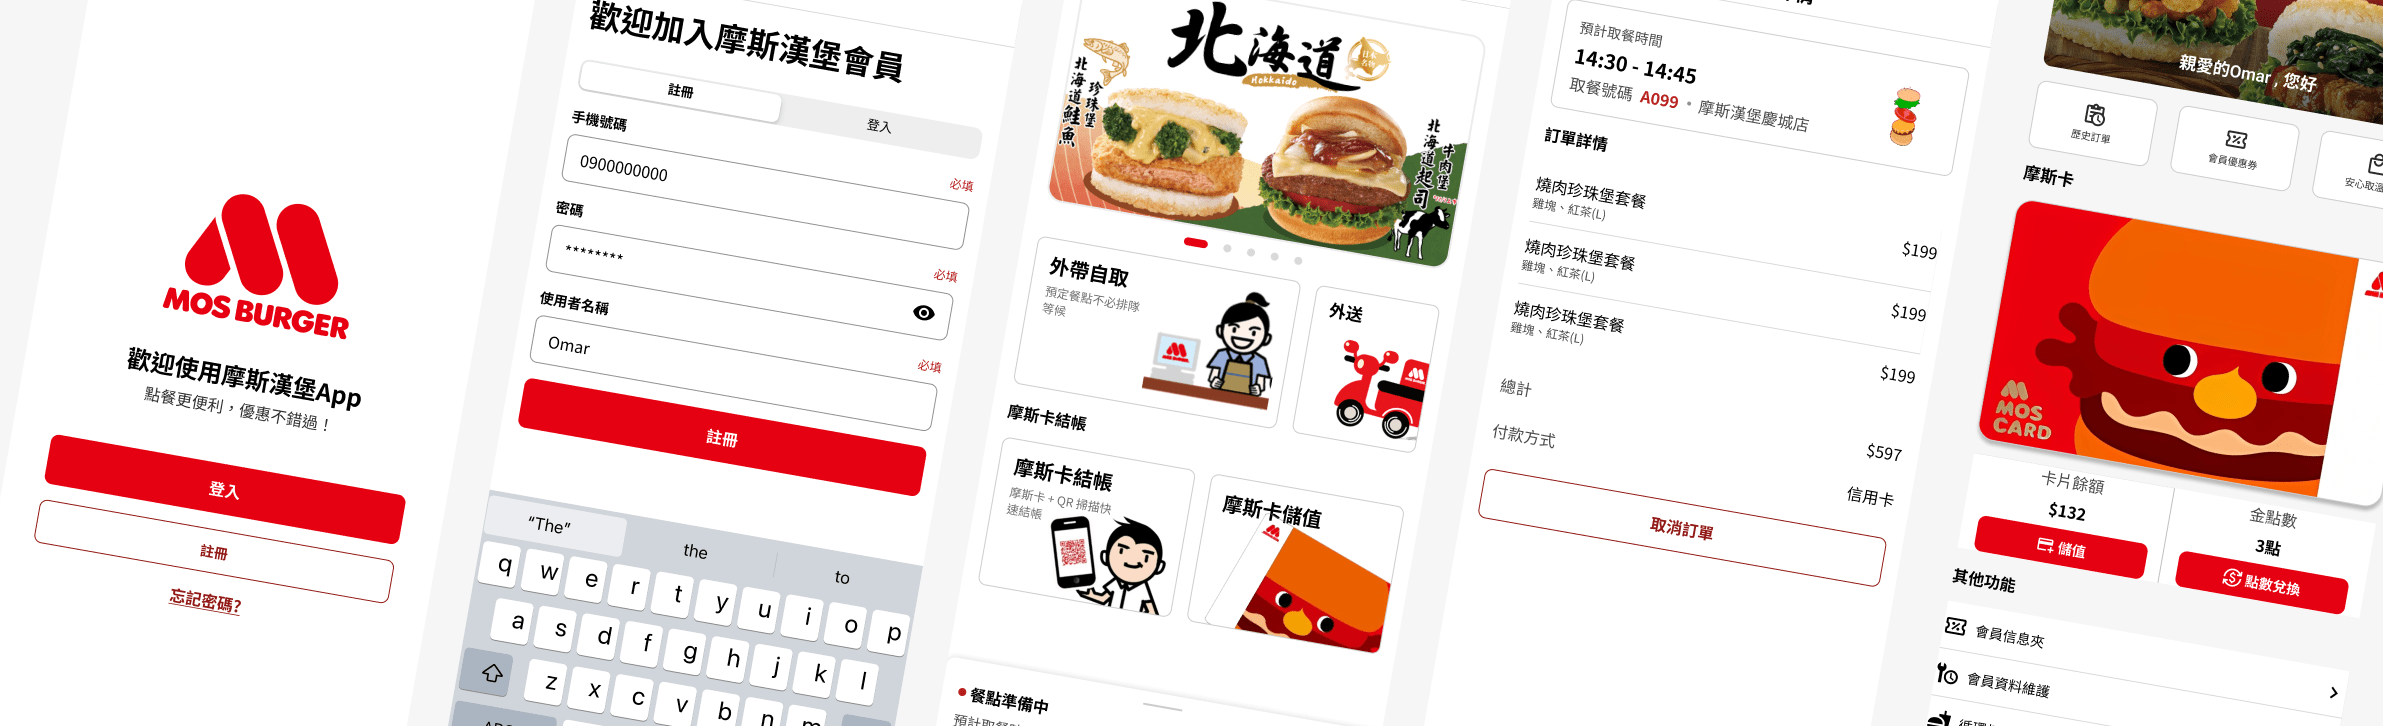 MOS BURGER
歡迎使用摩斯漢堡App
點餐更便利，優惠不錯過！
登入
註冊
忘記密碼?
歡迎加入摩斯漢堡會員
註冊
登入
手機號碼
必填
0900000000
密碼
必填
********
使用者名稱
必填
Omar
註冊
“The”
the
to
q w e r t y u i o p
a s d f g h j k l
z x c v b n m
北海道
Hokkaido
北海道鮭魚
珍珠堡
北海道起司
牛肉堡
外帶自取
預定餐點不必排隊
等候
外送
摩斯卡結帳
摩斯卡結帳
摩斯卡 + QR 掃描快
速結帳
摩斯卡儲值
餐點準備中
預計取餐時間
14:30 - 14:45
取餐號碼 A099 • 摩斯漢堡慶城店
訂單詳情
燒肉珍珠堡套餐
雞塊、紅茶(L)
$199
燒肉珍珠堡套餐
雞塊、紅茶(L)
$199
燒肉珍珠堡套餐
雞塊、紅茶(L)
$199
總計
$597
付款方式
信用卡
取消訂單
親愛的Omar , 您好
歷史訂單
會員優惠券
安心取
摩斯卡
MOS
CARD
卡片餘額
$132
儲值
金點數
3點
點數兌換
其他功能
會員信息夾
會員資料維護